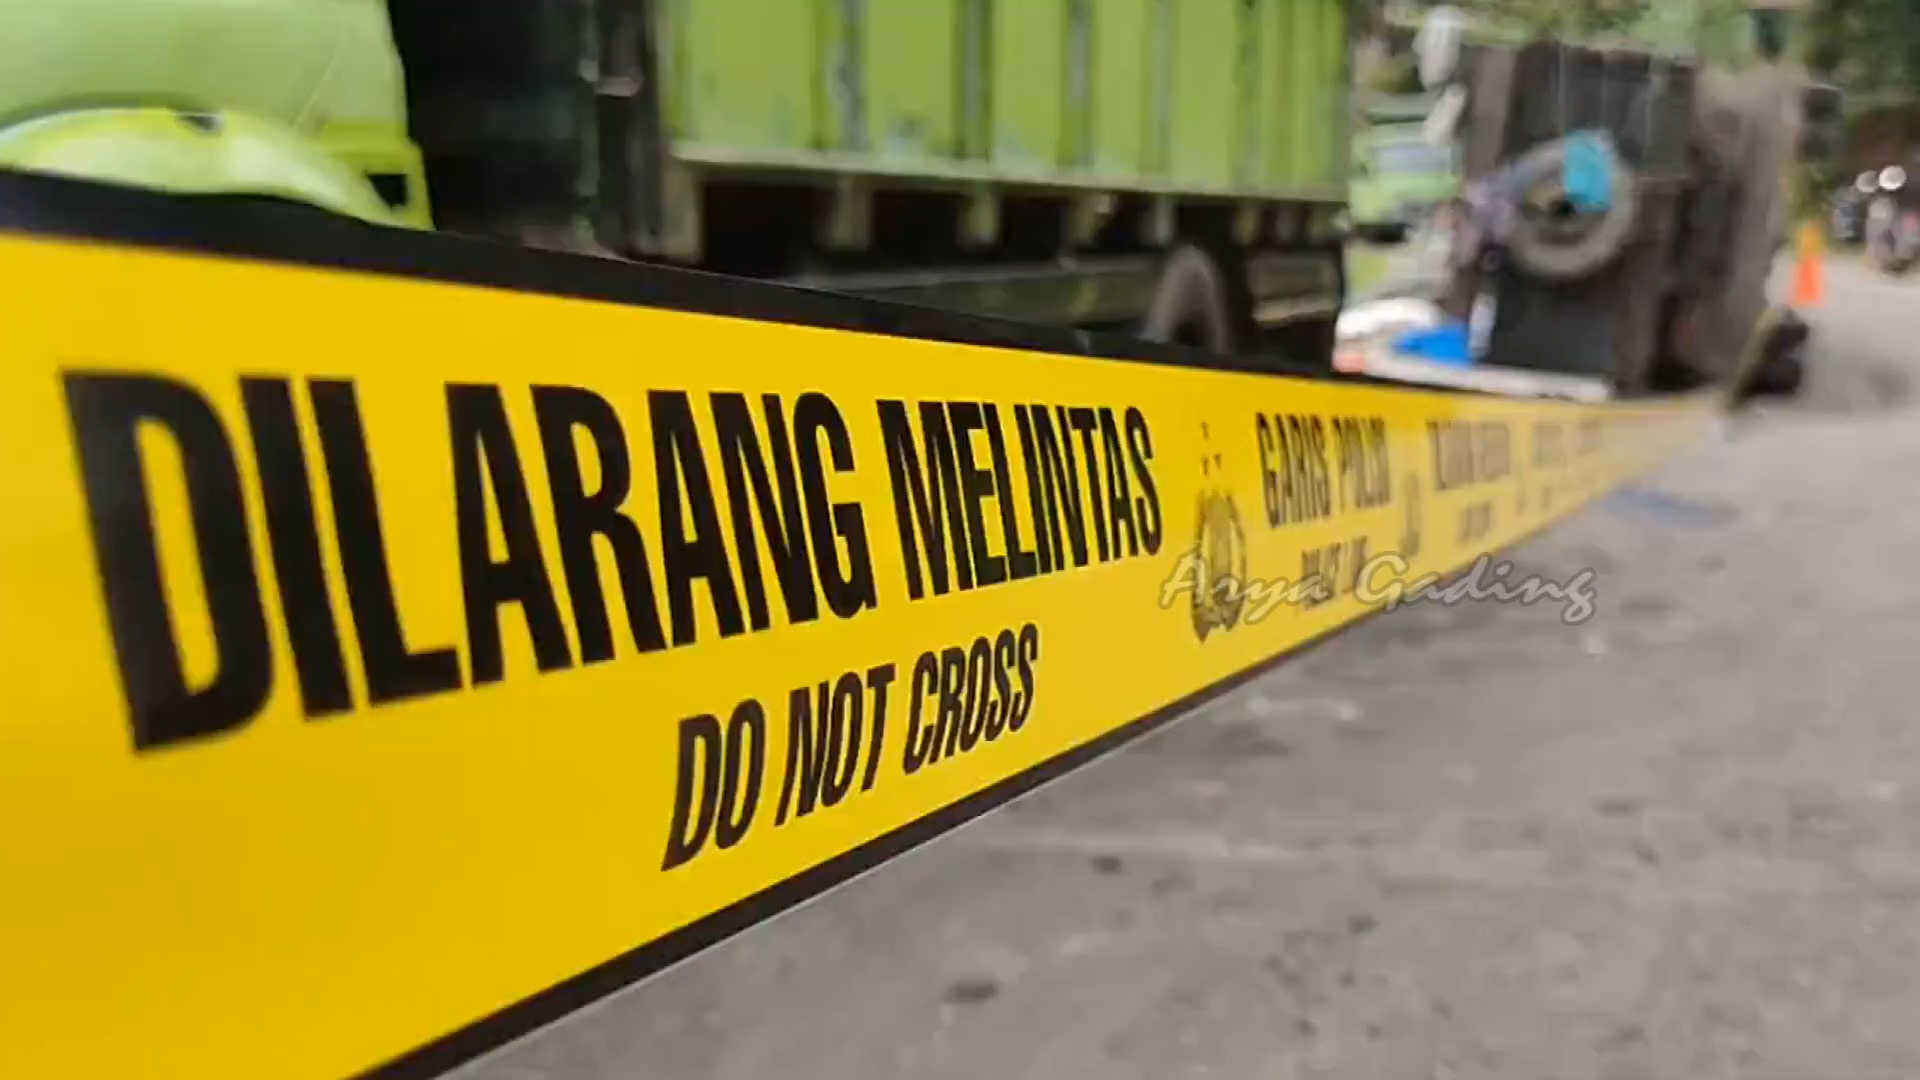 DILARANG MELINTAS
DO NOT CROSS
GARIS POLISI
Arya Gading